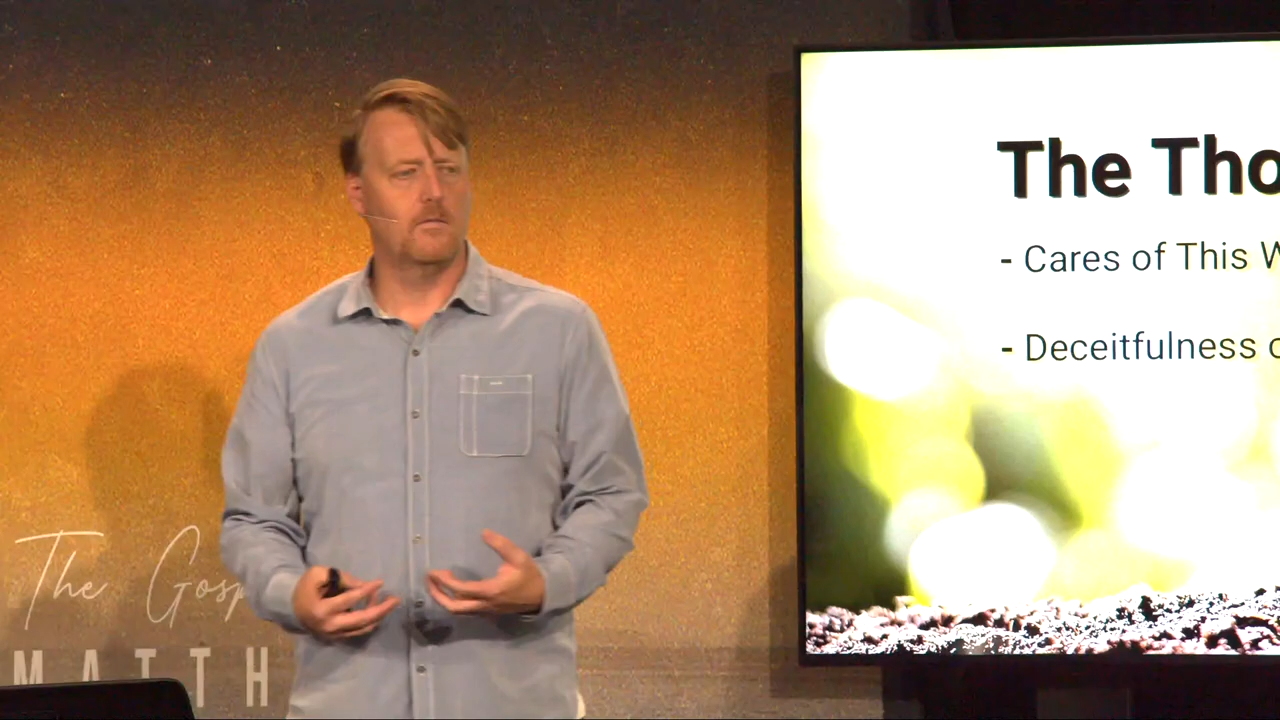 The Tho
- Cares of This W
- Deceitfulness o
The Gosp
MATTH